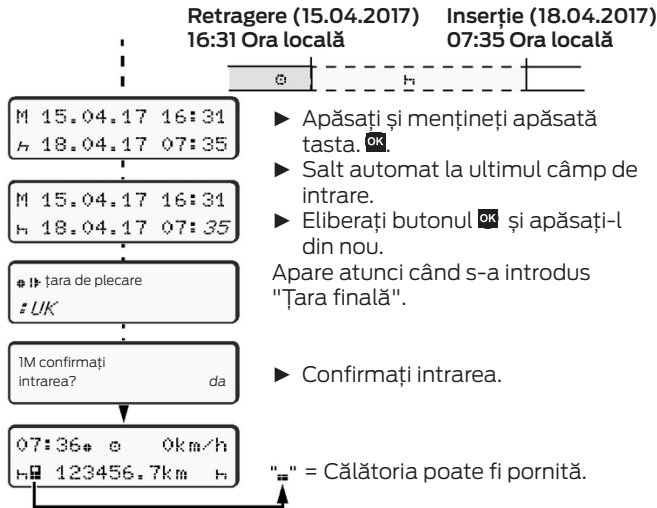 Retragere (15.04.2017) Inserție (18.04.2017)
16:31 Ora locală 07:35 Ora locală
M 15.04.17 16:31
18.04.17 07:35
► Apăsați și mențineți apăsată
tasta. OK.
► Salt automat la ultimul câmp de
intrare.
M 15.04.17 16:31
18.04.17 07:35
► Eliberați butonul OK și apăsați-l
din nou.
țara de plecare
:UK
Apare atunci când s-a introdus
"Țara finală".
1M confirmați
intrarea? da
► Confirmați intrarea.
07:36 0km/h
123456.7km
" " = Călătoria poate fi pornită.